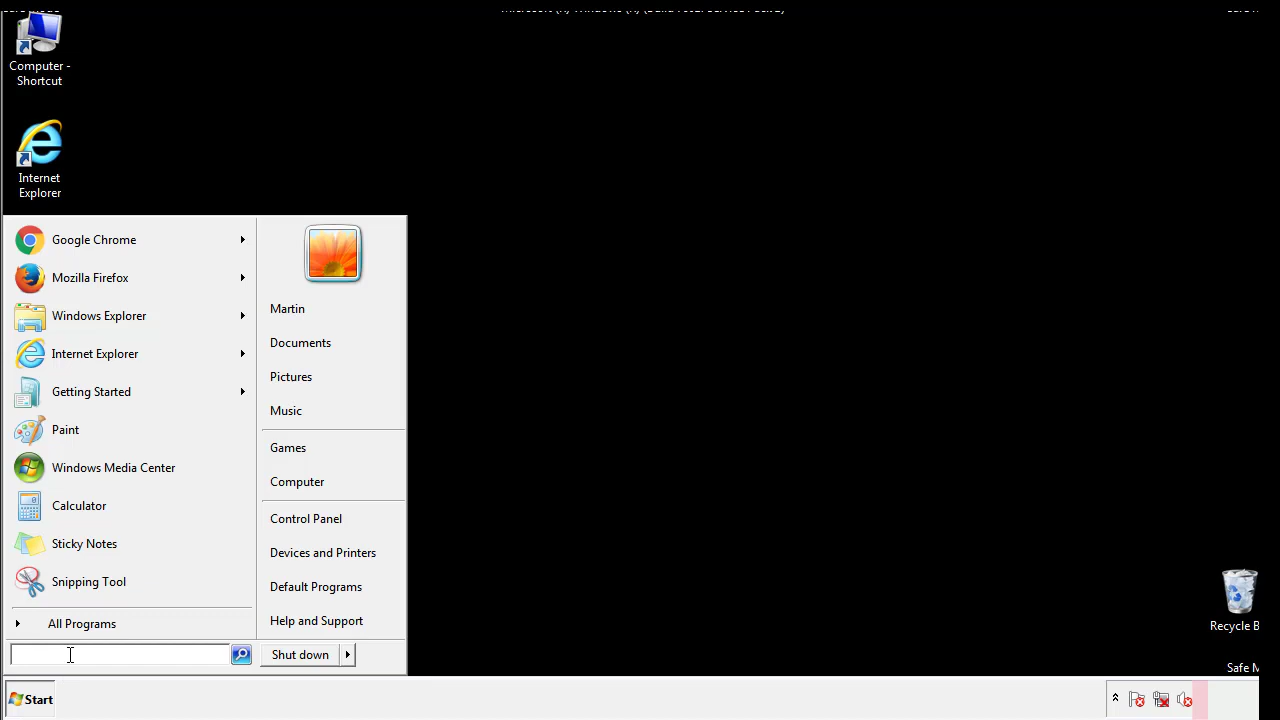 Computer -
Shortcut
Internet
Explorer
Google Chrome
Mozilla Firefox
Windows Explorer
Internet Explorer
Getting Started
Paint
Windows Media Center
Calculator
Sticky Notes
Snipping Tool
All Programs
Martin
Documents
Pictures
Music
Games
Computer
Control Panel
Devices and Printers
Default Programs
Help and Support
Shut down
Recycle B
Safe M
Start